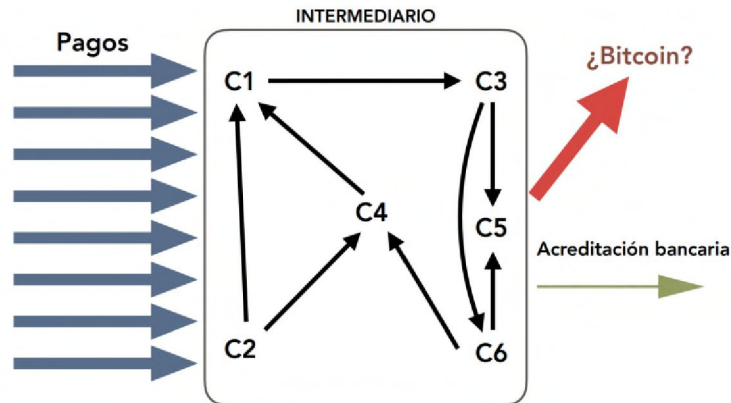 INTERMEDIARIO
Pagos
¿Bitcoin?
C1
C3
C4
C5
Acreditación bancaria
C2
C6